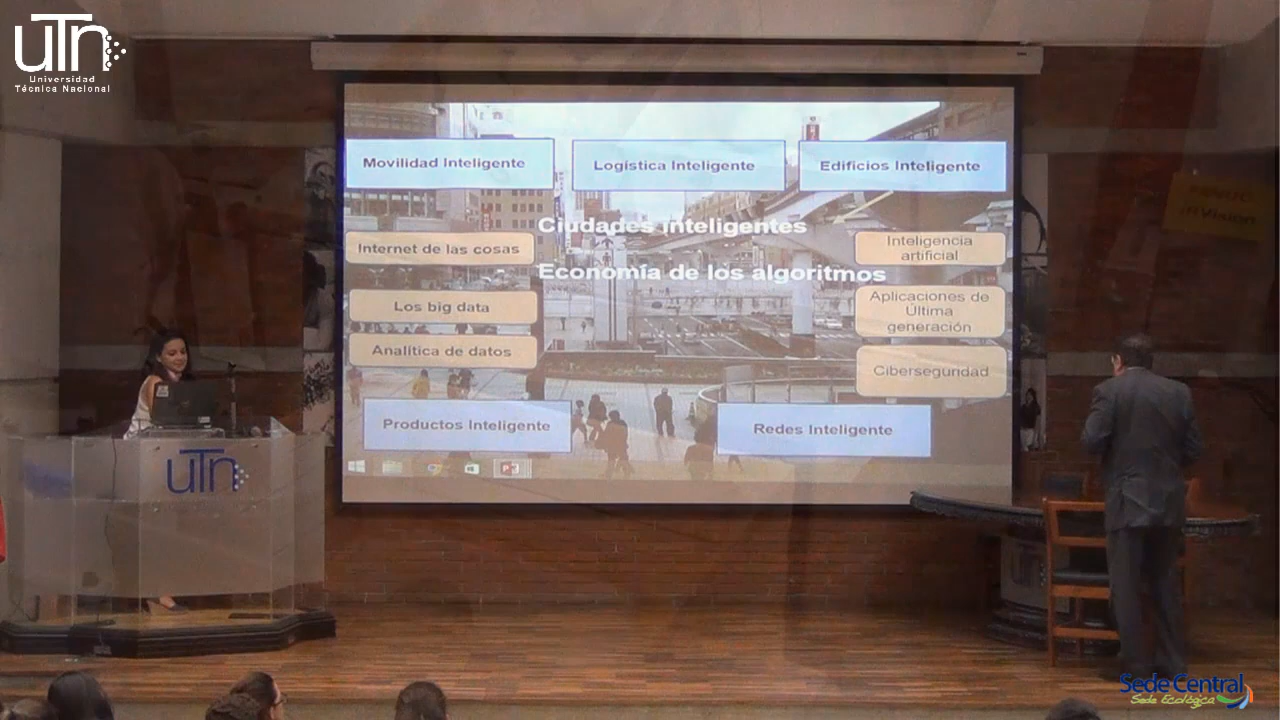 UTn
Universidad
Técnica Nacional
Movilidad Inteligente
Logística Inteligente
Edificios Inteligente
Ciudades inteligentes
Economía de los algoritmos
Internet de las cosas
Los big data
Analítica de datos
Inteligencia
artificial
Aplicaciones de
Última
generación
Ciberseguridad
Productos Inteligente
Redes Inteligente
UTn
Sede Central
Sede Ecológica